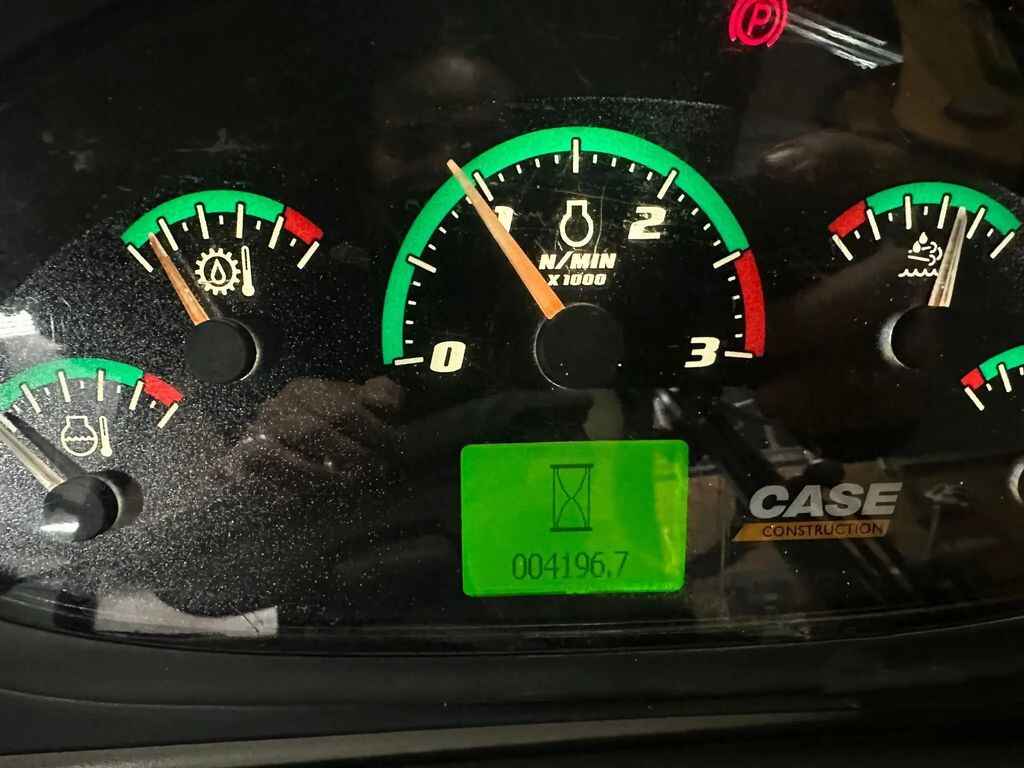 P
1
2
N/MIN
X1000
0
3
CASE
CONSTRUCTION
004196.7